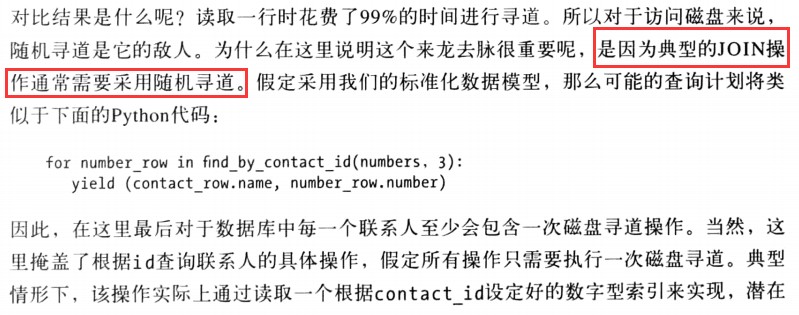 对比结果是什么呢？读取一行时花费了99%的时间进行寻道。所以对于访问磁盘来说，
随机寻道是它的敌人。为什么在这里说明这个来龙去脉很重要呢，是因为典型的JOIN操
作通常需要采用随机寻道。假定采用我们的标准化数据模型，那么可能的查询计划将类
似于下面的Python代码：
for number_row in find_by_contact_id(numbers, 3):
yield (contact_row.name, number_row.number)
因此，在这里最后对于数据库中每一个联系人至少会包含一次磁盘寻道操作。当然，这
里掩盖了根据id查询联系人的具体操作，假定所有操作只需要执行一次磁盘寻道。典型
情形下，该操作实际上通过读取一个根据contact_id设定好的数字型索引来实现，潜在